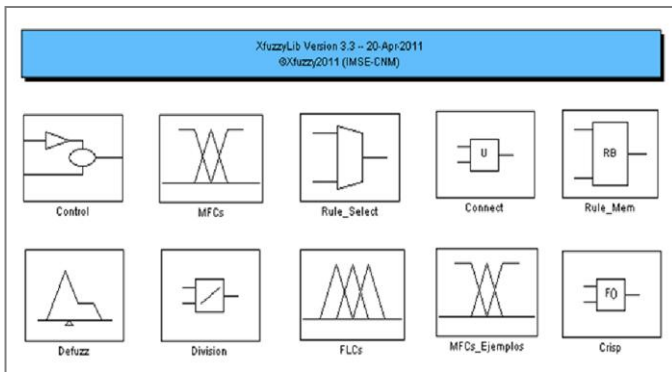 XfuzzyLib Version 3.3 -- 20-Apr-2011
©Xfuzzy2011 (IMSE-CNM)
U
RB
Control
MFCs
Rule_Select
Connect
Rule_Mem
F()
Defuzz
Division
FLCs
MFCs_Ejemplos
Crisp